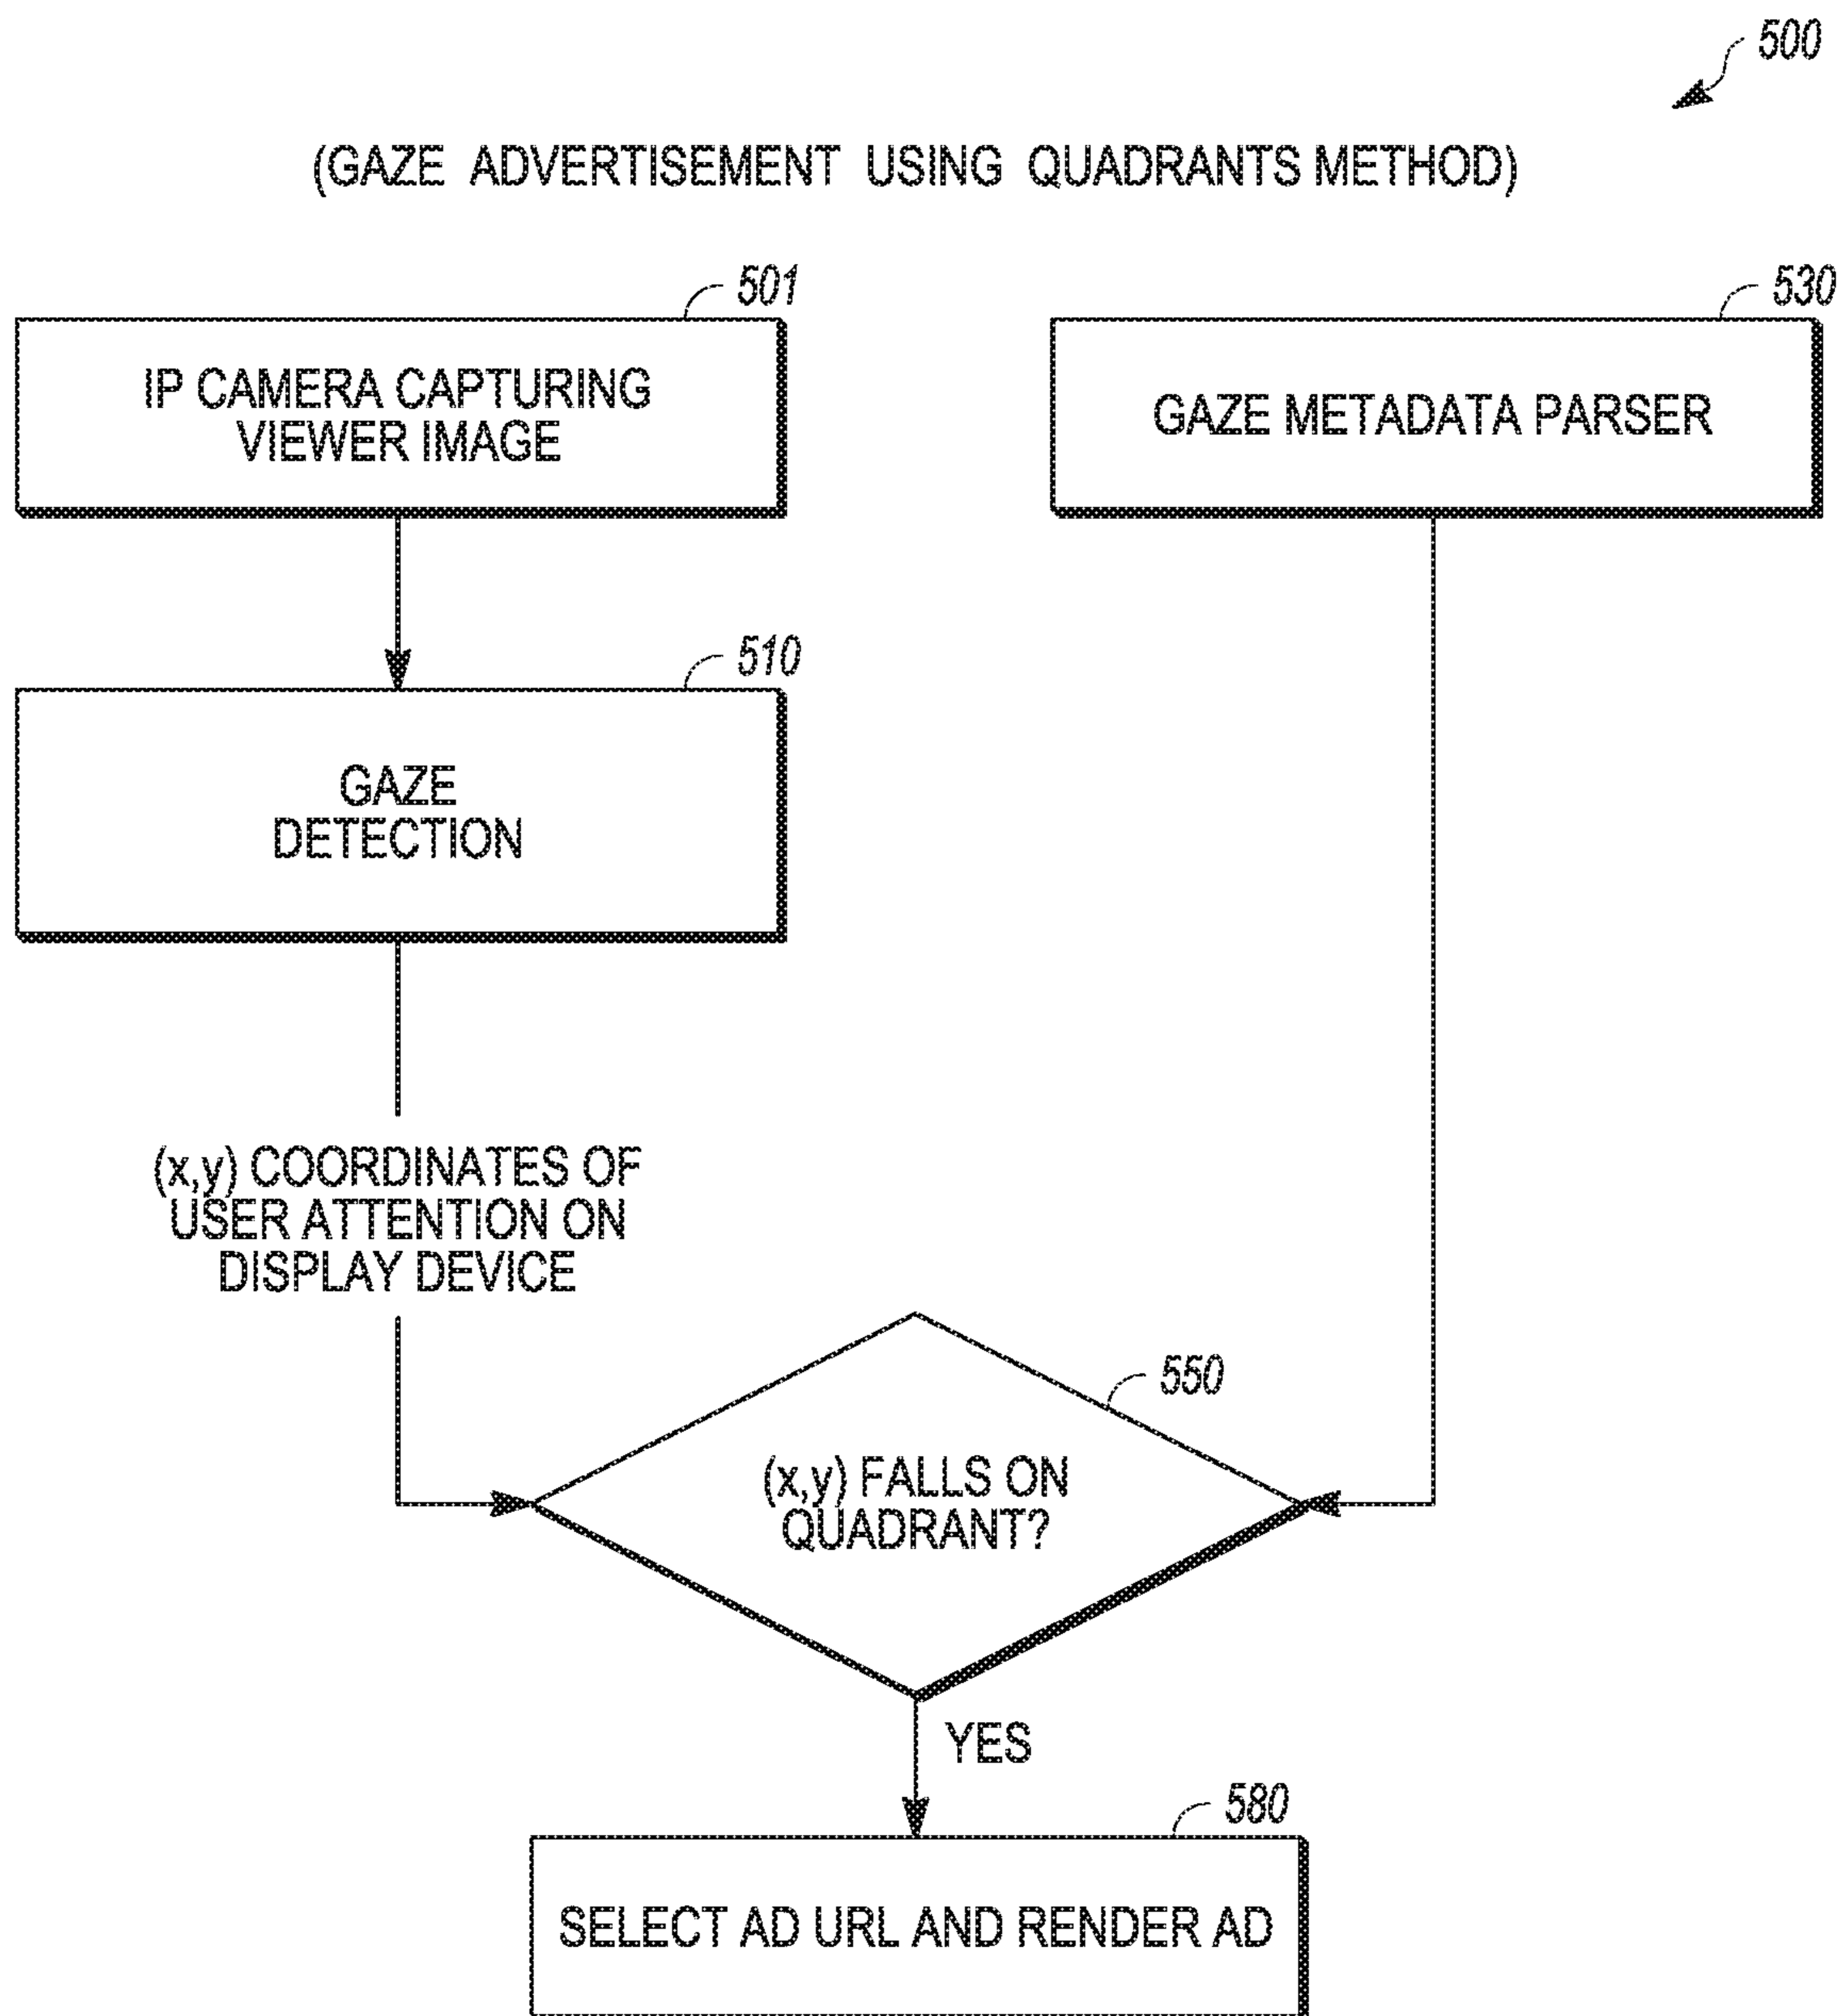 500
(GAZE ADVERTISEMENT USING QUADRANTS METHOD)
501
530
IP CAMERA CAPTURING
VIEWER IMAGE
GAZE METADATA PARSER
510
GAZE
DETECTION
(x,y) COORDINATES OF
USER ATTENTION ON
DISPLAY DEVICE
550
(x,y) FALLS ON
QUADRANT?
YES
580
SELECT AD URL AND RENDER AD